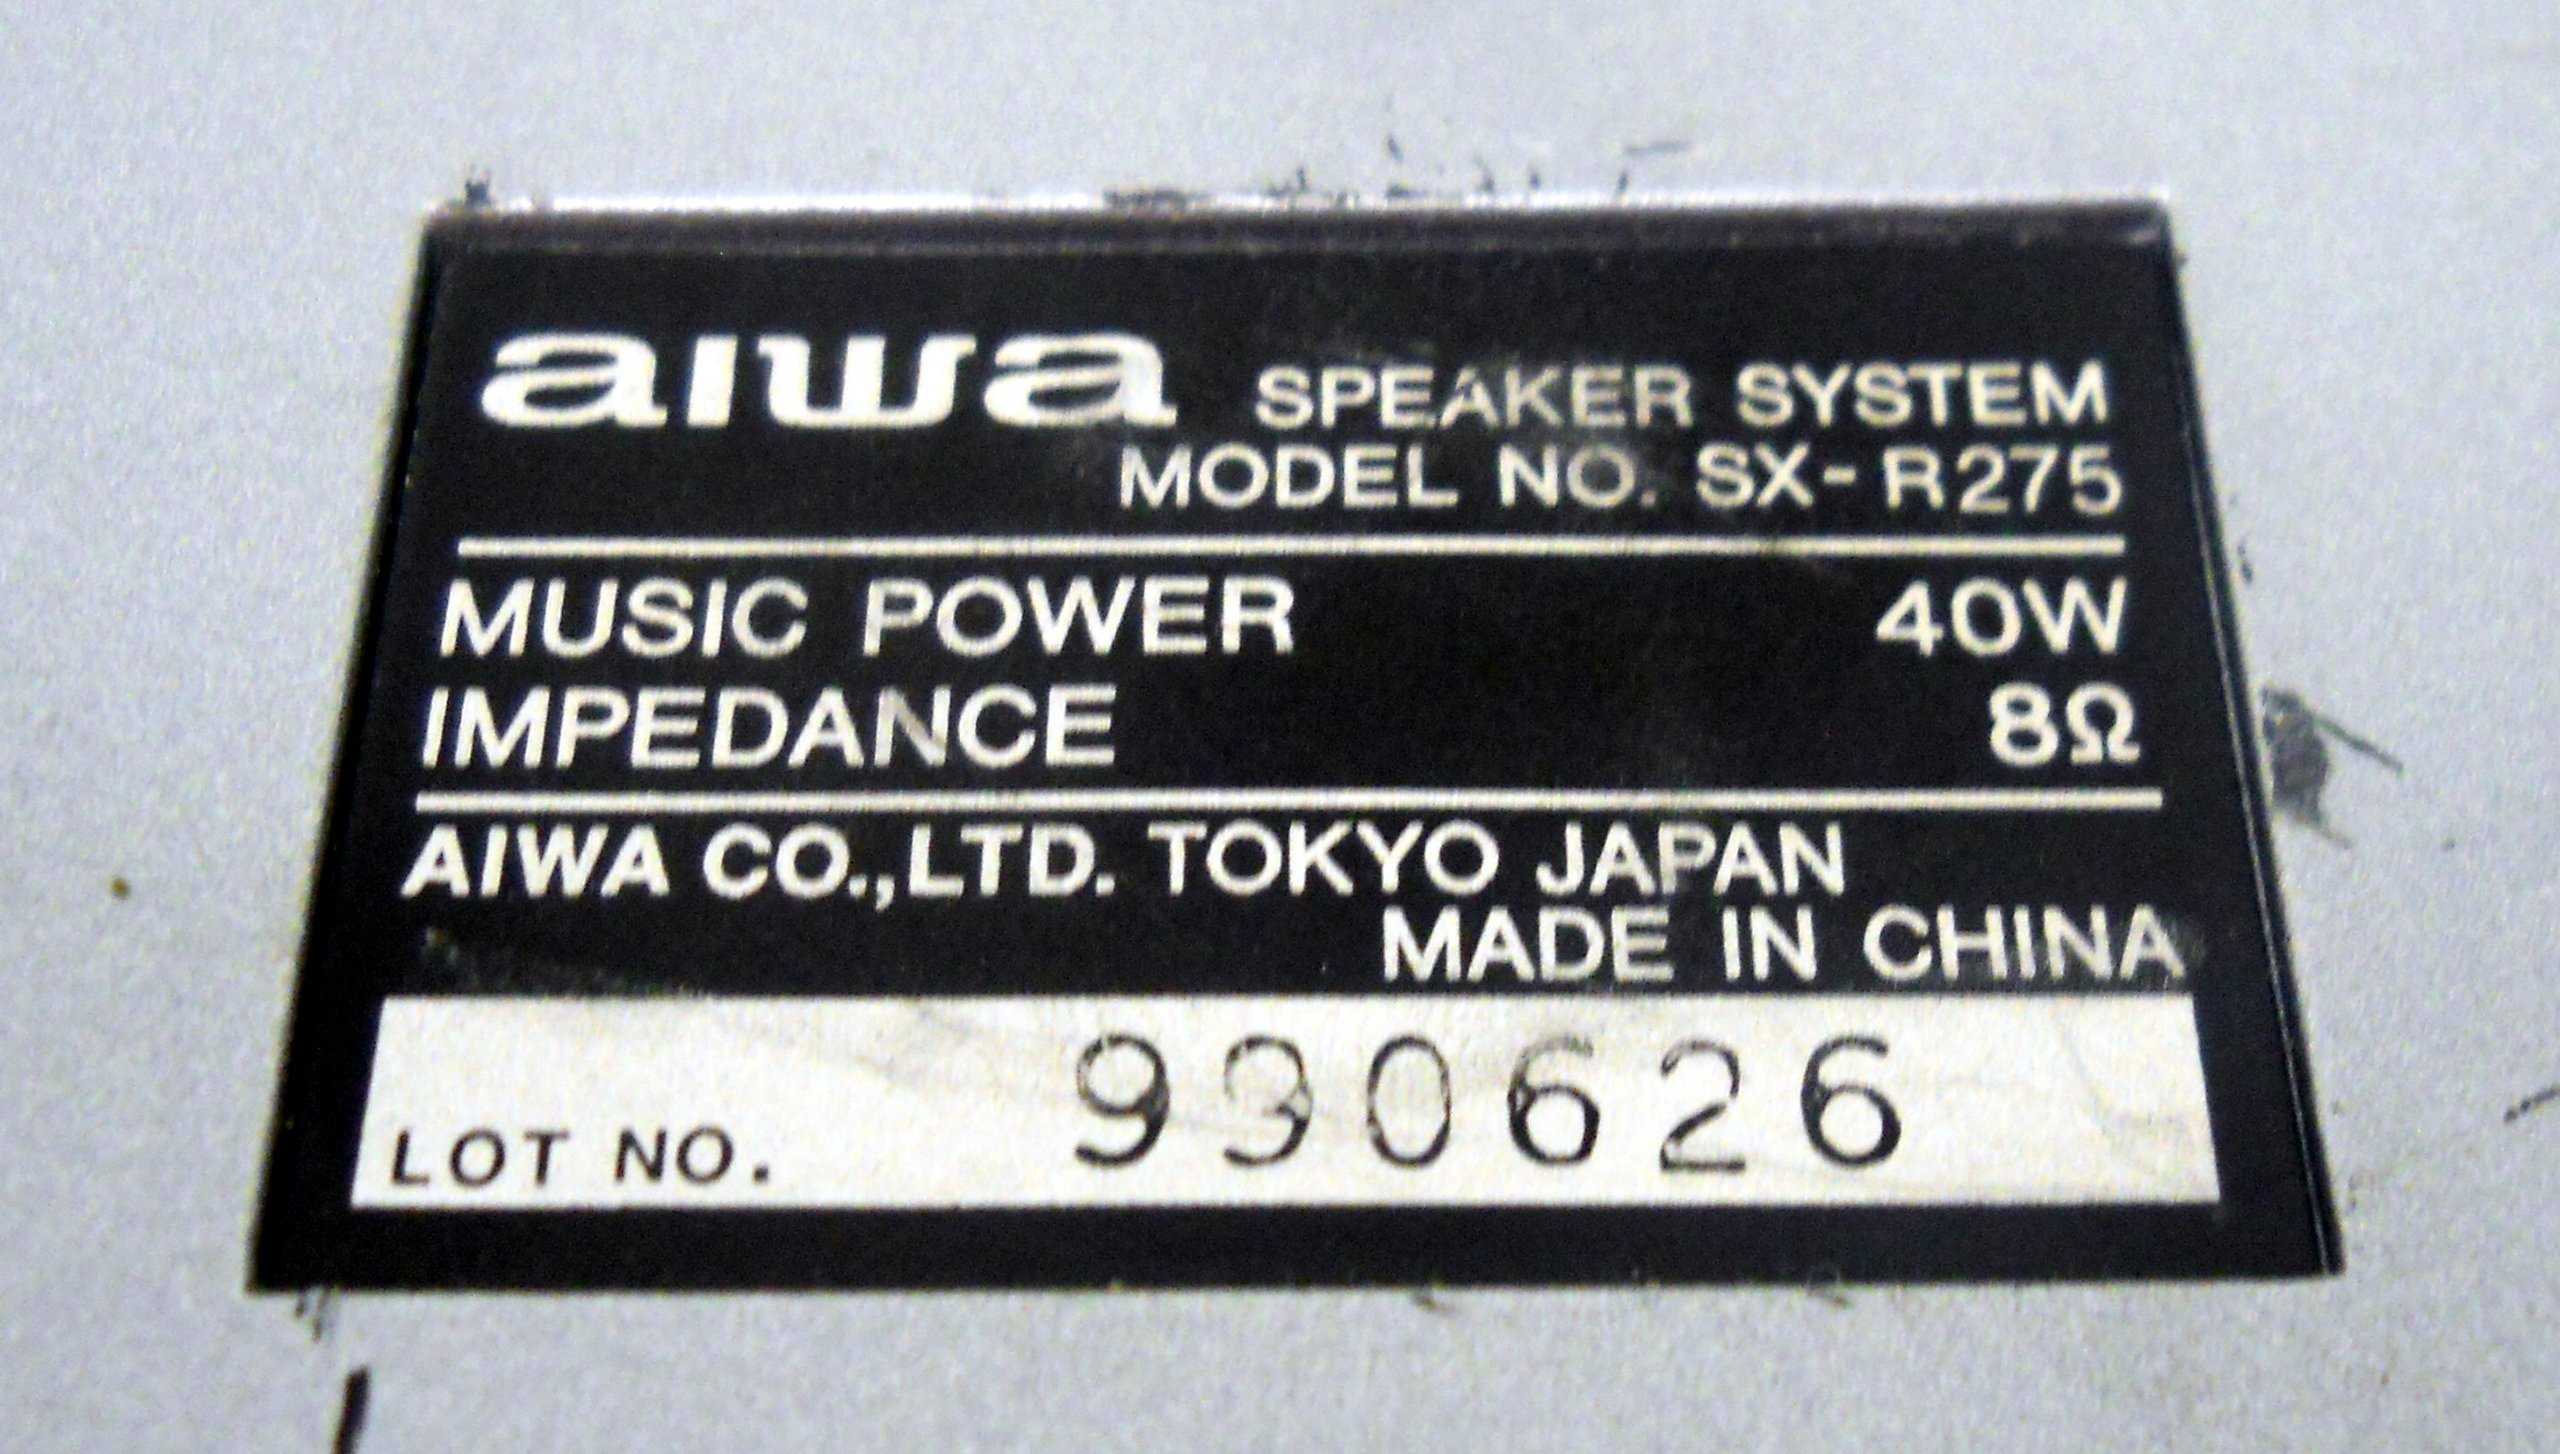 aiwa SPEAKER SYSTEM
MODEL NO. SX-R275
MUSIC POWER 40W
IMPEDANCE 8Ω
AIWA CO.,LTD. TOKYO JAPAN
MADE IN CHINA
LOT NO. 930626